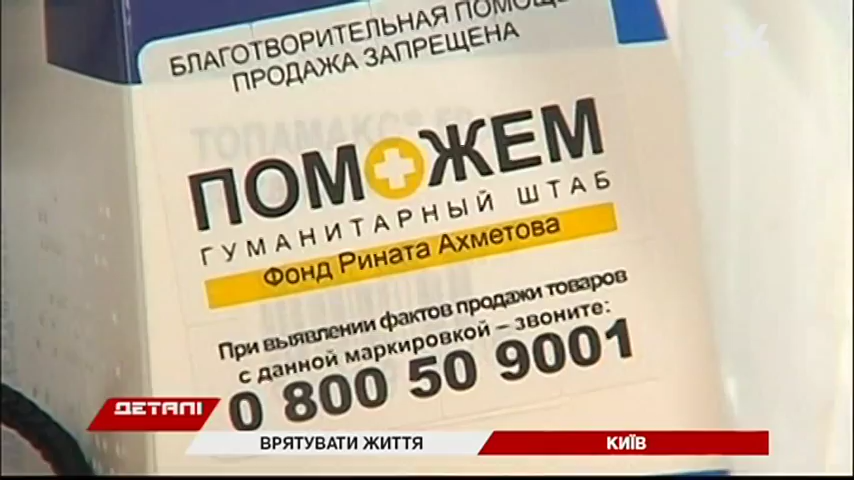 БЛАГОТВОРИТЕЛЬНАЯ ПОМОЩЬ
ПРОДАЖА ЗАПРЕЩЕНА
ТОПАМАКС®
ПОМОЖЕМ
ГУМАНИТАРНЫЙ ШТАБ
Фонд Рината Ахметова
При выявлении фактов продажи товаров
с данной маркировкой – звоните:
0 800 50 9001
ДЕТАЛІ
ВРЯТУВАТИ ЖИТТЯ
КИЇВ